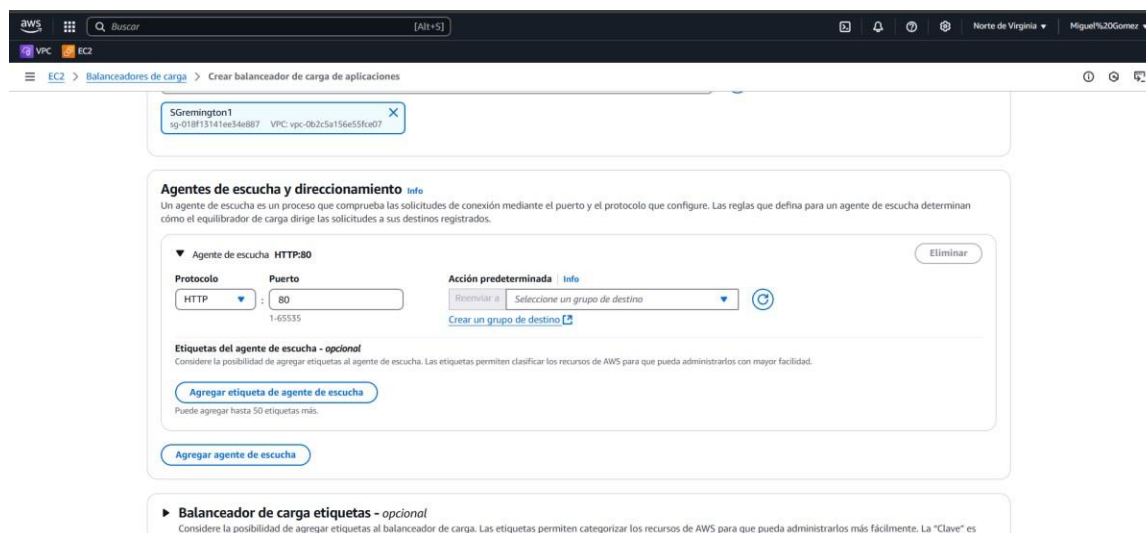 aws Buscar [Alt+S] Norte de Virginia Miguel%20Gomez
VPC EC2
EC2 > Balanceadores de carga > Crear balanceador de carga de aplicaciones
SGremington1
sg-018f13141ee34e887 VPC: vpc-0b2c5a156e55fce07
Agentes de escucha y direccionamiento Info
Un agente de escucha es un proceso que comprueba las solicitudes de conexión mediante el puerto y el protocolo que configure. Las reglas que defina para un agente de escucha determinan
cómo el equilibrador de carga dirige las solicitudes a sus destinos registrados.
Agente de escucha HTTP:80 Eliminar
Protocolo Puerto Acción predeterminada Info
HTTP : 80 Reenviar a Seleccione un grupo de destino
1-65535 Crear un grupo de destino
Etiquetas del agente de escucha - opcional
Considere la posibilidad de agregar etiquetas al agente de escucha. Las etiquetas permiten clasificar los recursos de AWS para que pueda administrarlos con mayor facilidad.
Agregar etiqueta de agente de escucha
Puede agregar hasta 50 etiquetas más.
Agregar agente de escucha
Balanceador de carga etiquetas - opcional
Considere la posibilidad de agregar etiquetas al balanceador de carga. Las etiquetas permiten categorizar los recursos de AWS para que pueda administrarlos más fácilmente. La "Clave" es